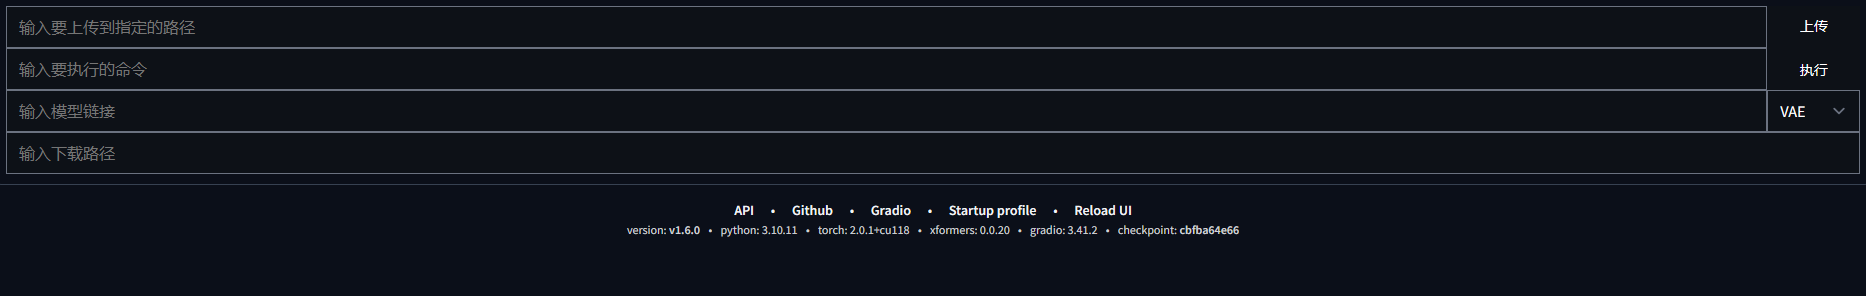 输入要上传到指定的路径 上传
输入要执行的命令 执行
输入模型链接 VAE
输入下载路径
API • Github • Gradio • Startup profile • Reload UI
version: v1.6.0 • python: 3.10.11 • torch: 2.0.1+cu118 • xformers: 0.0.20 • gradio: 3.41.2 • checkpoint: cbfba64e66